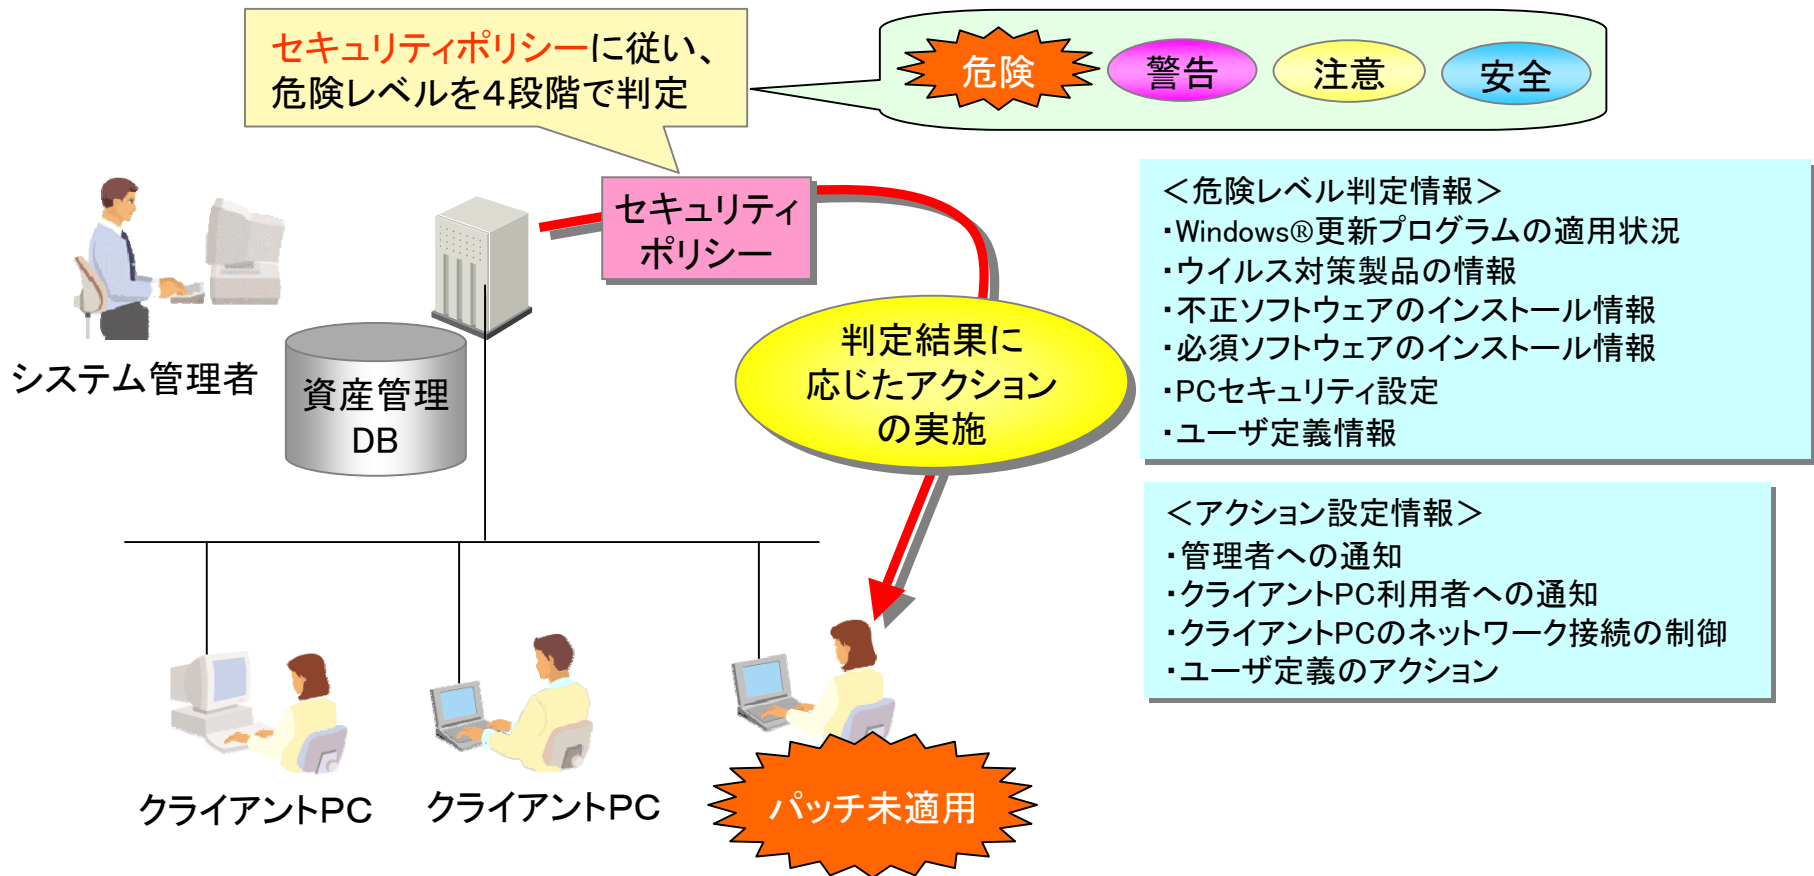 セキュリティポリシーに従い、
危険レベルを4段階で判定
危険
警告
注意
安全
セキュリティ
ポリシー
システム管理者
資産管理
DB
判定結果に
応じたアクション
の実施
＜危険レベル判定情報＞
・Windows®更新プログラムの適用状況
・ウイルス対策製品の情報
・不正ソフトウェアのインストール情報
・必須ソフトウェアのインストール情報
・PCセキュリティ設定
・ユーザ定義情報
＜アクション設定情報＞
・管理者への通知
・クライアントPC利用者への通知
・クライアントPCのネットワーク接続の制御
・ユーザ定義のアクション
クライアントPC
クライアントPC
パッチ未適用